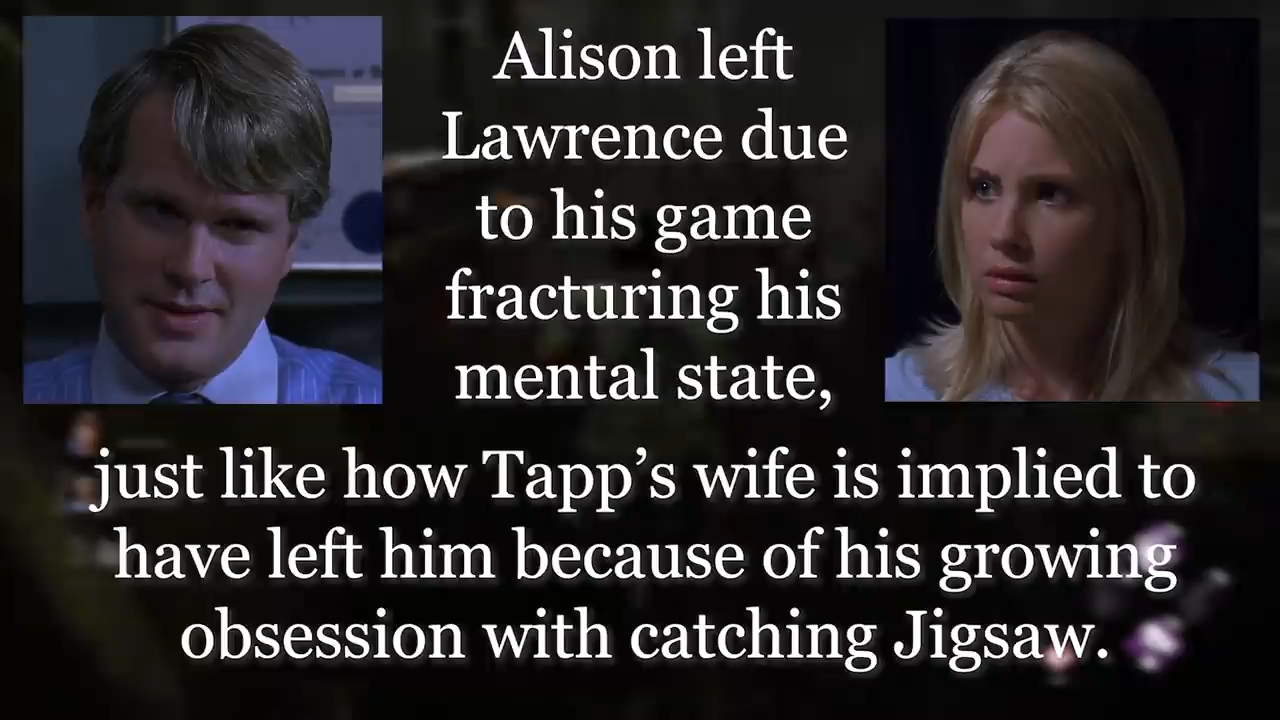 Alison left
Lawrence due
to his game
fracturing his
mental state,
just like how Tapp’s wife is implied to
have left him because of his growing
obsession with catching Jigsaw.